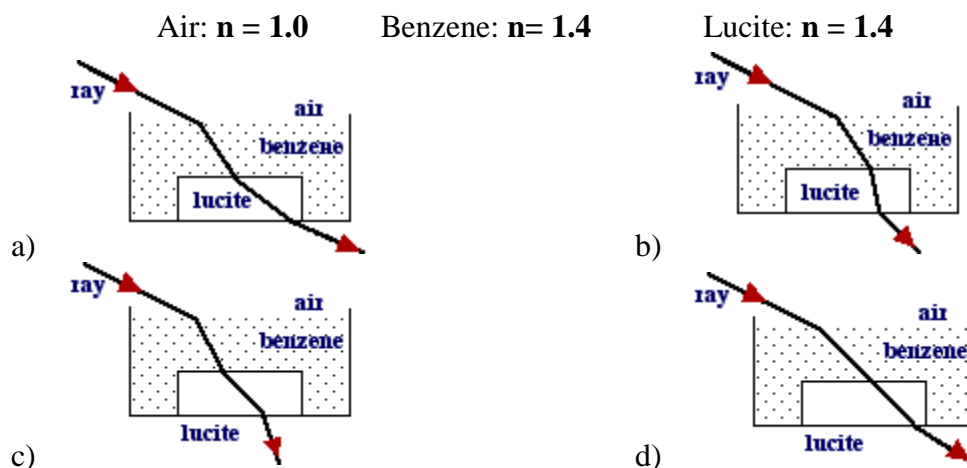 Air: n = 1.0 Benzene: n= 1.4 Lucite: n = 1.4
ray
air
benzene
lucite
a)
ray
air
benzene
lucite
b)
ray
air
benzene
lucite
c)
ray
air
benzene
lucite
d)